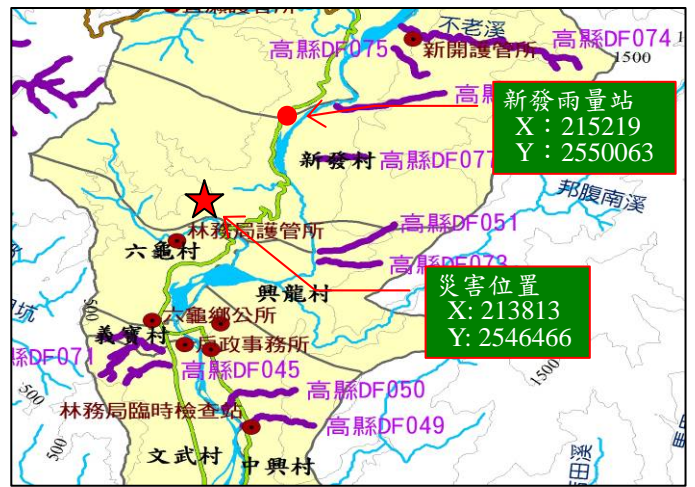 不老溪
高縣DF075
新開護管所
高縣DF074
1500
新發雨量站
X：215219
Y：2550063
新發村
高縣DF077
邦腹南溪
林務局護管所
六龜村
高縣DF051
高縣DF073
興龍村
災害位置
X: 213813
Y: 2546466
500
六龜鄉公所
義寶村
戶政事務所
縣DF071
高縣DF045
高縣DF050
1500
500
林務局臨時檢查站
高縣DF049
500
文武村
中興村